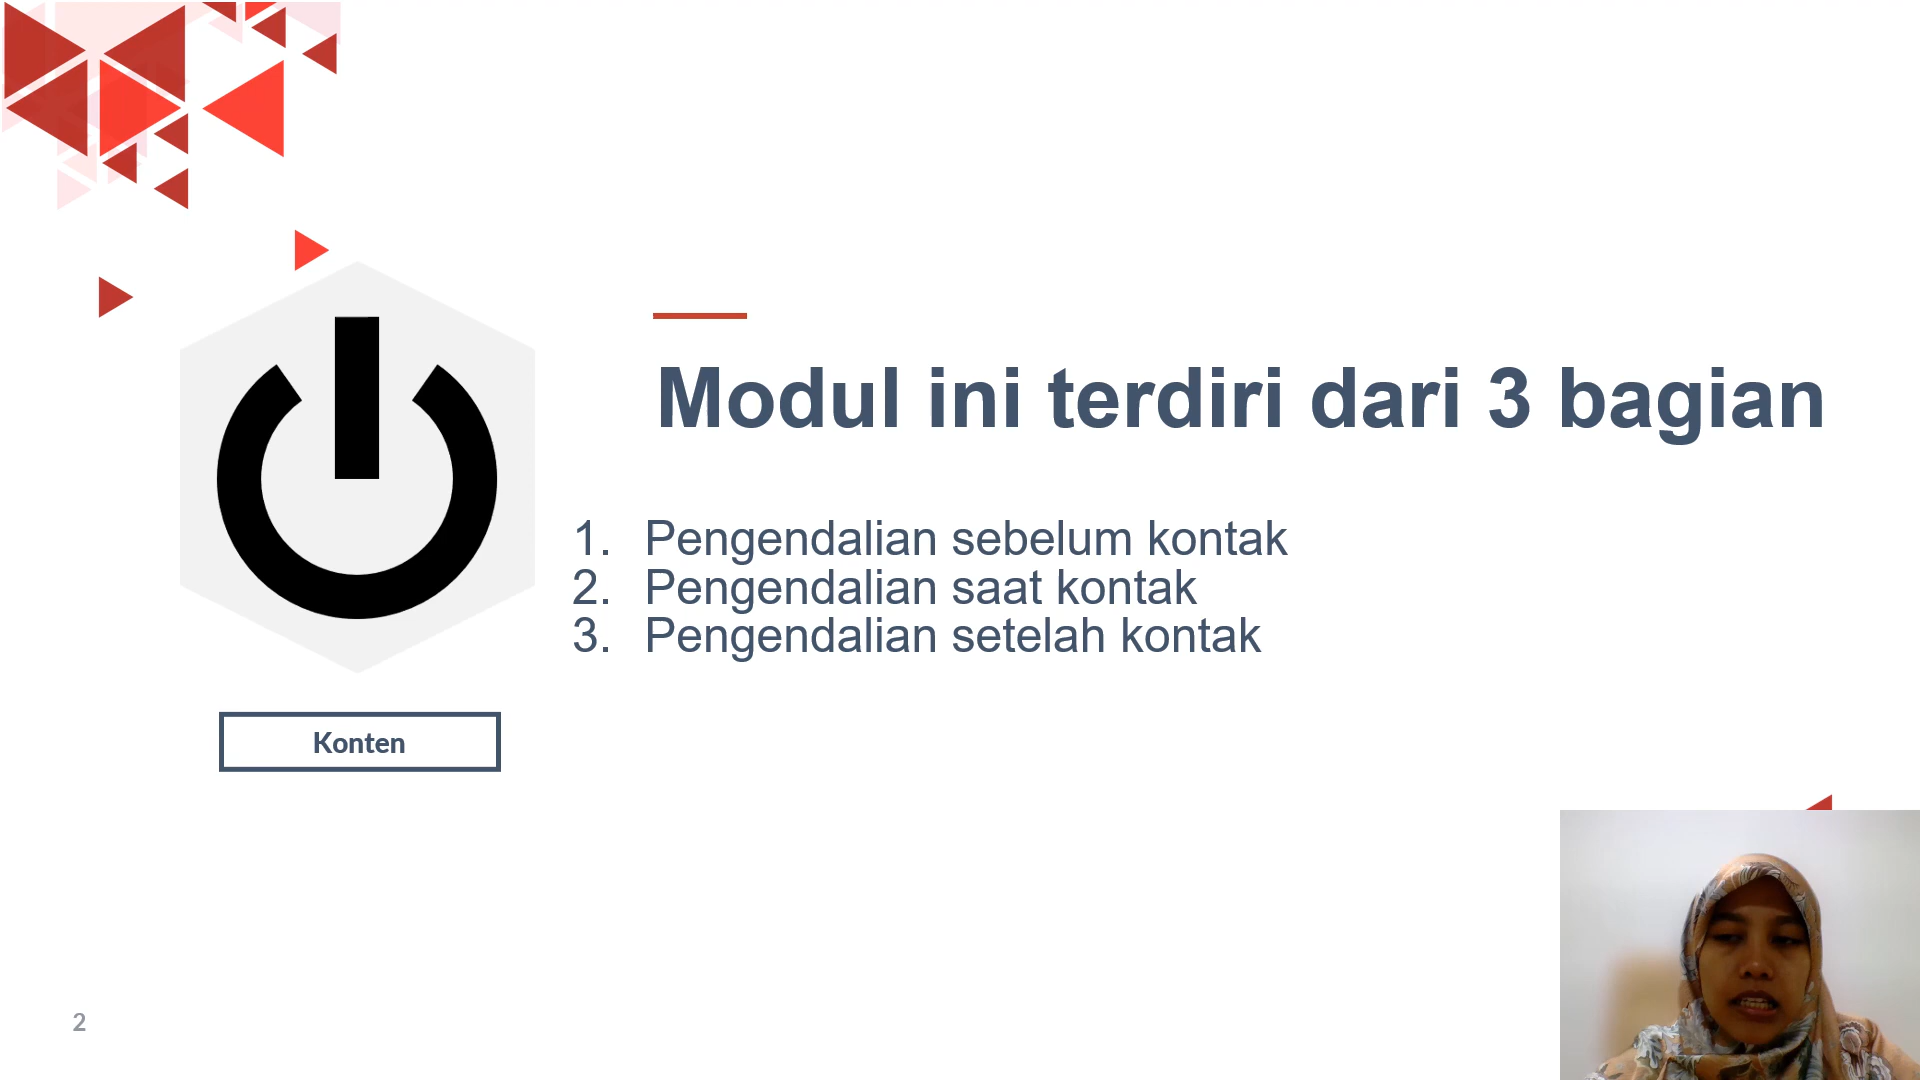 Modul ini terdiri dari 3 bagian
1. Pengendalian sebelum kontak
2. Pengendalian saat kontak
3. Pengendalian setelah kontak
Konten
2